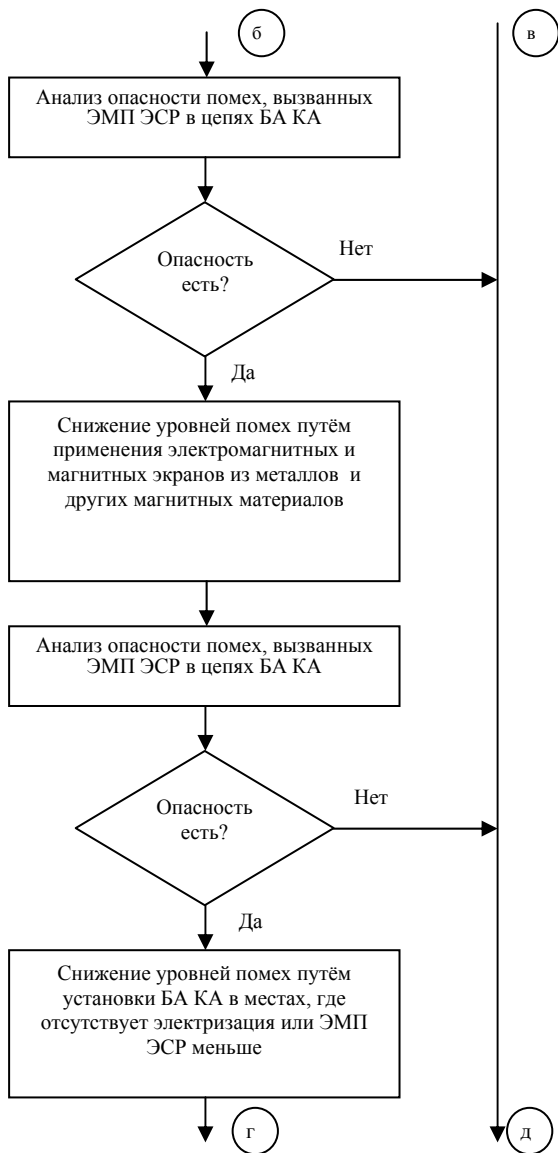 б
в
Анализ опасности помех, вызванных
ЭМП ЭСР в цепях БА КА
Опасность
есть?
Нет
Да
Снижение уровней помех путём
применения электромагнитных и
магнитных экранов из металлов и
других магнитных материалов
Анализ опасности помех, вызванных
ЭМП ЭСР в цепях БА КА
Опасность
есть?
Нет
Да
Снижение уровней помех путём
установки БА КА в местах, где
отсутствует электризация или ЭМП
ЭСР меньше
г
д